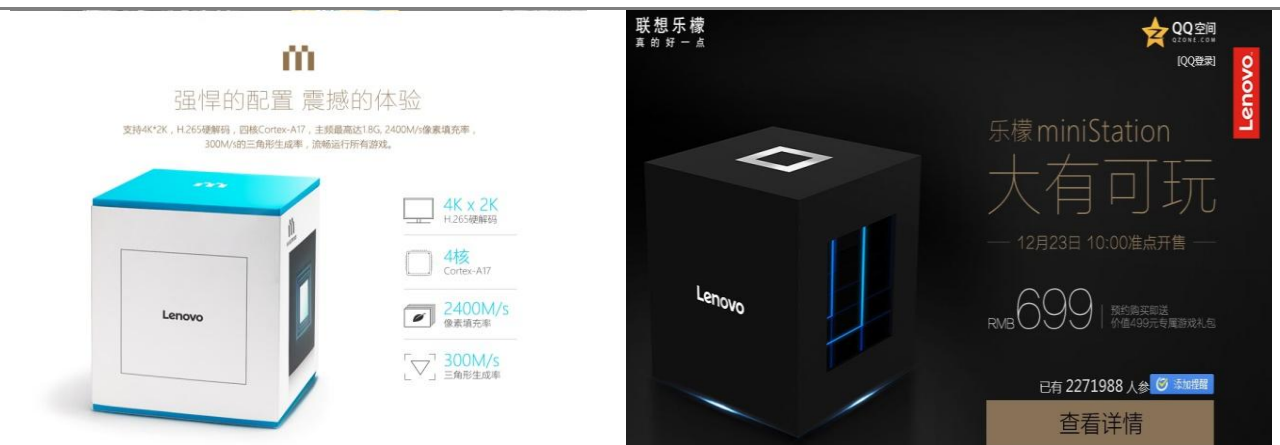 强悍的配置 震撼的体验
支持4K*2K，H.265硬解码，四核Cortex-A17，主频最高达1.8G, 2400M/s像素填充率，
300M/s的三角形生成率，流畅运行所有游戏。
Lenovo
4K x 2K
H.265硬解码
4核
Cortex-A17
2400M/s
像素填充率
300M/s
三角形生成率
联想乐檬
真的好一点
QQ空间
QZONE.COM
[QQ登录]
Lenovo
乐檬miniStation
大有可玩
12月23日 10:00准点开售
Lenovo
RMB699
预约购买即送
价值499元专属游戏礼包
已有 2271988 人参
添加提醒
查看详情